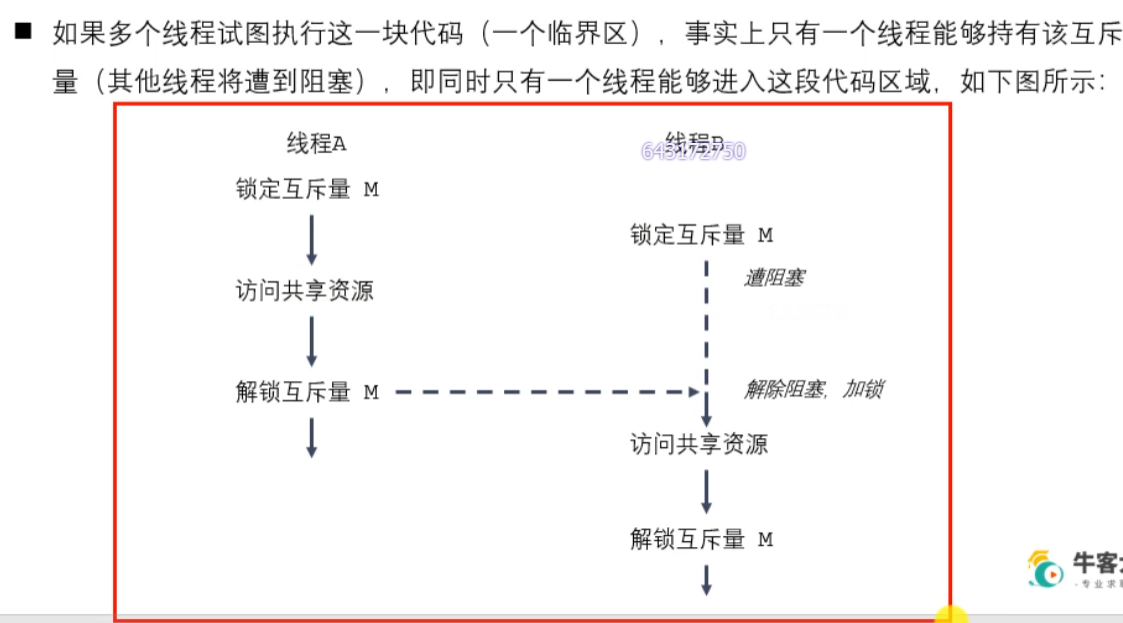 ■ 如果多个线程试图执行这一块代码（一个临界区），事实上只有一个线程能够持有该互斥
量（其他线程将遭到阻塞），即同时只有一个线程能够进入这段代码区域，如下图所示：
线程A
线程B
643172750
锁定互斥量 M
锁定互斥量 M
遭阻塞
访问共享资源
解锁互斥量 M
解除阻塞，加锁
访问共享资源
解锁互斥量 M
牛客